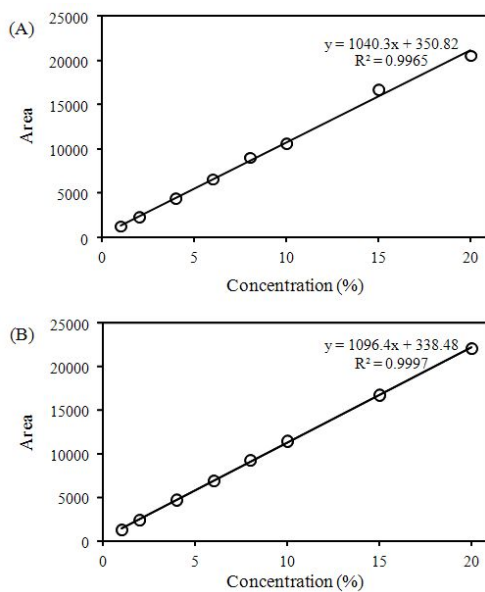 (A)
25000
20000
15000
10000
5000
0
Area
y = 1040.3x + 350.82
R² = 0.9965
0 5 10 15 20
Concentration (%)
(B)
25000
20000
15000
10000
5000
0
Area
y = 1096.4x + 338.48
R² = 0.9997
0 5 10 15 20
Concentration (%)